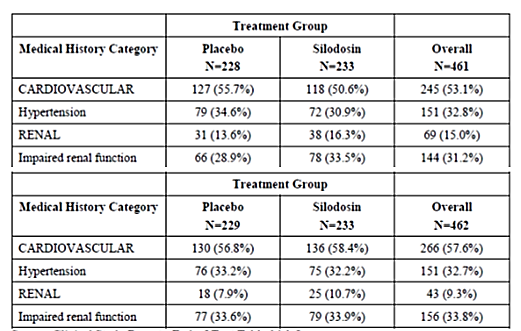 Treatment Group
Medical History Category Placebo Silodosin Overall
N=228 N=233 N=461
CARDIOVASCULAR 127 (55.7%) 118 (50.6%) 245 (53.1%)
Hypertension 79 (34.6%) 72 (30.9%) 151 (32.8%)
RENAL 31 (13.6%) 38 (16.3%) 69 (15.0%)
Impaired renal function 66 (28.9%) 78 (33.5%) 144 (31.2%)
Treatment Group
Medical History Category Placebo Silodosin Overall
N=229 N=233 N=462
CARDIOVASCULAR 130 (56.8%) 136 (58.4%) 266 (57.6%)
Hypertension 76 (33.2%) 75 (32.2%) 151 (32.7%)
RENAL 18 (7.9%) 25 (10.7%) 43 (9.3%)
Impaired renal function 77 (33.6%) 79 (33.9%) 156 (33.8%)